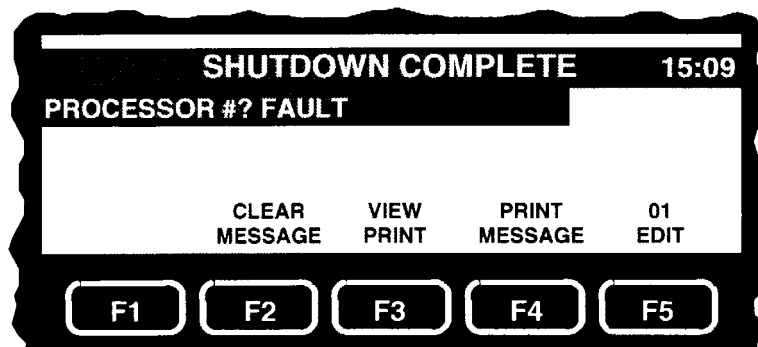 SHUTDOWN COMPLETE 15:09
PROCESSOR #? FAULT
CLEAR VIEW PRINT 01
MESSAGE PRINT MESSAGE EDIT
F1 F2 F3 F4 F5